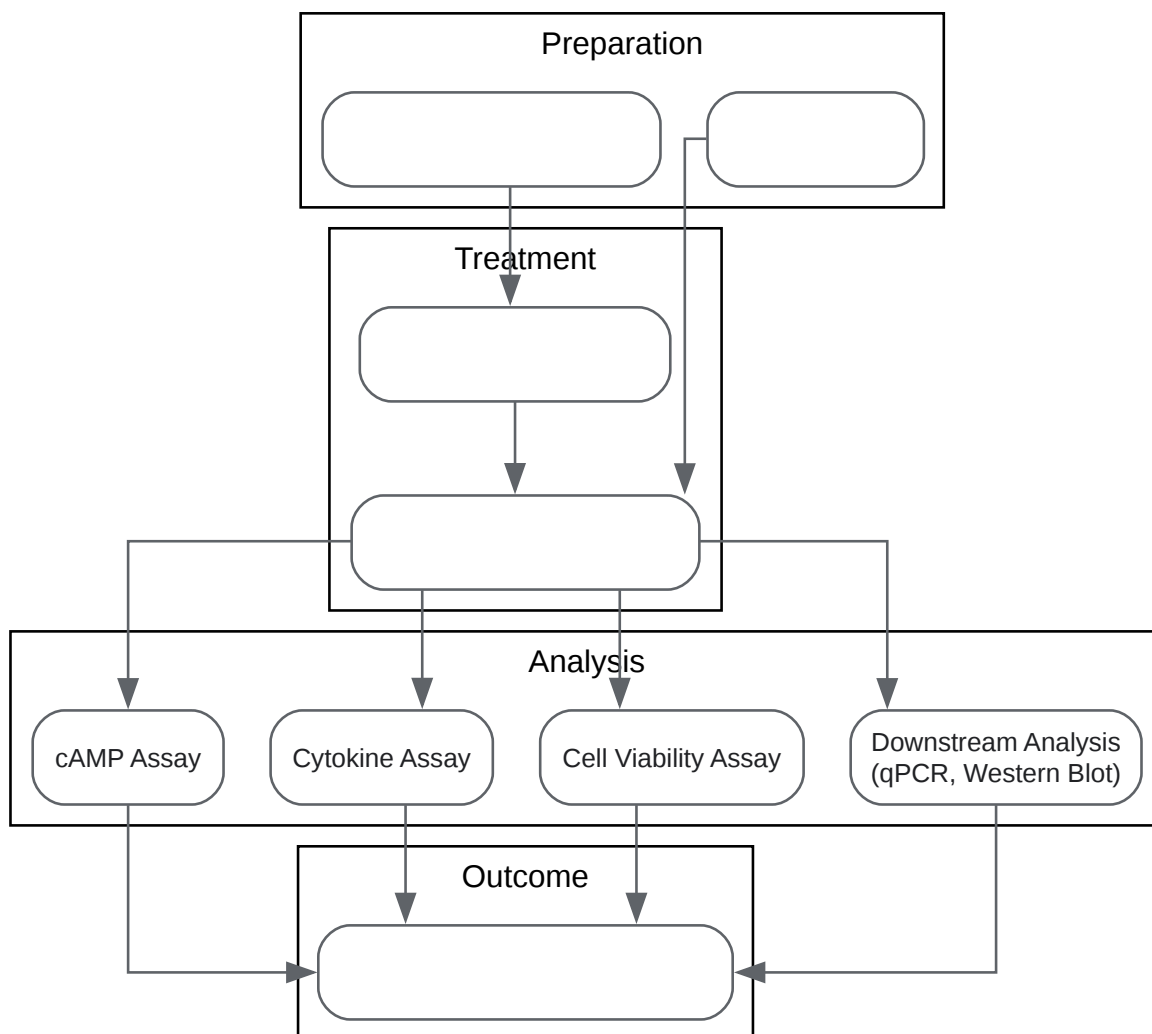 Preparation
Treatment
Analysis
cAMP Assay
Cytokine Assay
Cell Viability Assay
Downstream Analysis
(qPCR, Western Blot)
Outcome